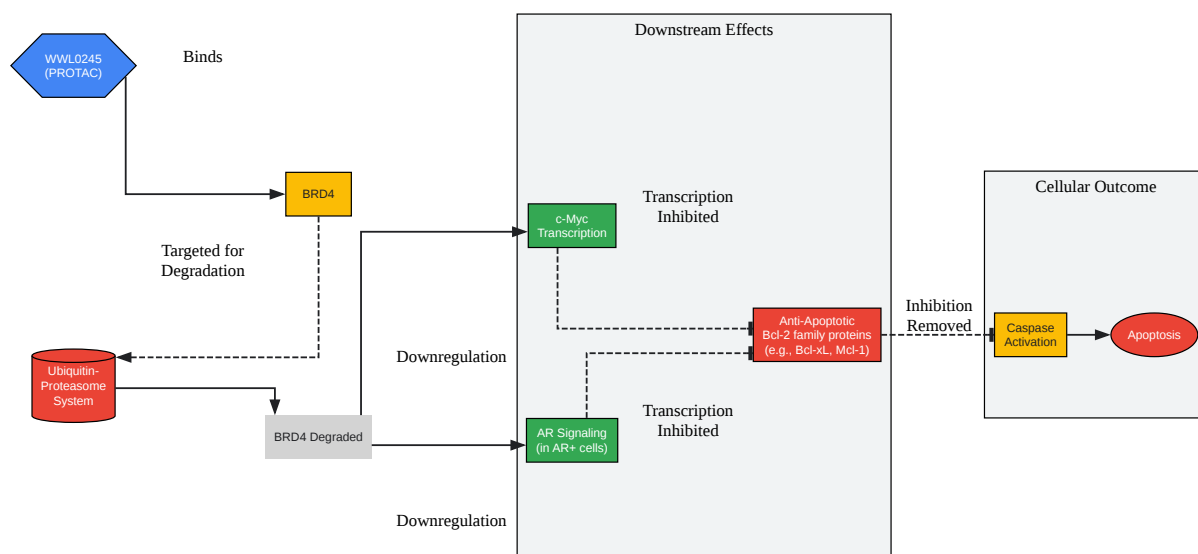 Downstream Effects
WWL0245
(PROTAC)
Binds
BRD4
Transcription
Inhibited
Cellular Outcome
c-Myc
Transcription
Targeted for
Degradation
Anti-Apoptotic
Bcl-2 family proteins
(e.g., Bcl-xL, Mcl-1)
Inhibition
Removed
Caspase
Activation
Apoptosis
Downregulation
Ubiquitin-
Proteasome
System
Transcription
Inhibited
BRD4 Degraded
AR Signaling
(in AR+ cells)
Downregulation